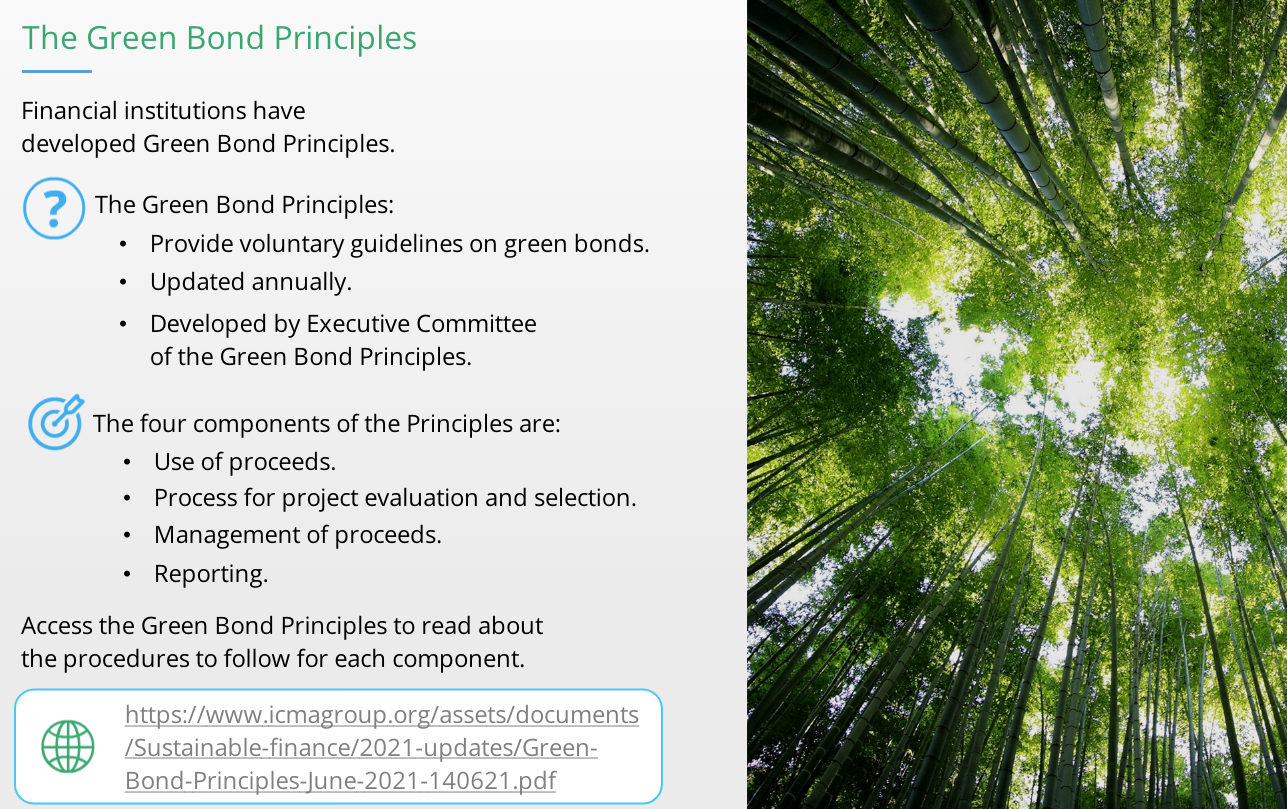 The Green Bond Principles
Financial institutions have
developed Green Bond Principles.
?
The Green Bond Principles:
• Provide voluntary guidelines on green bonds.
• Updated annually.
• Developed by Executive Committee
of the Green Bond Principles.
The four components of the Principles are:
• Use of proceeds.
• Process for project evaluation and selection.
• Management of proceeds.
• Reporting.
Access the Green Bond Principles to read about
the procedures to follow for each component.
https://www.icmagroup.org/assets/documents
/Sustainable-finance/2021-updates/Green-
Bond-Principles-June-2021-140621.pdf